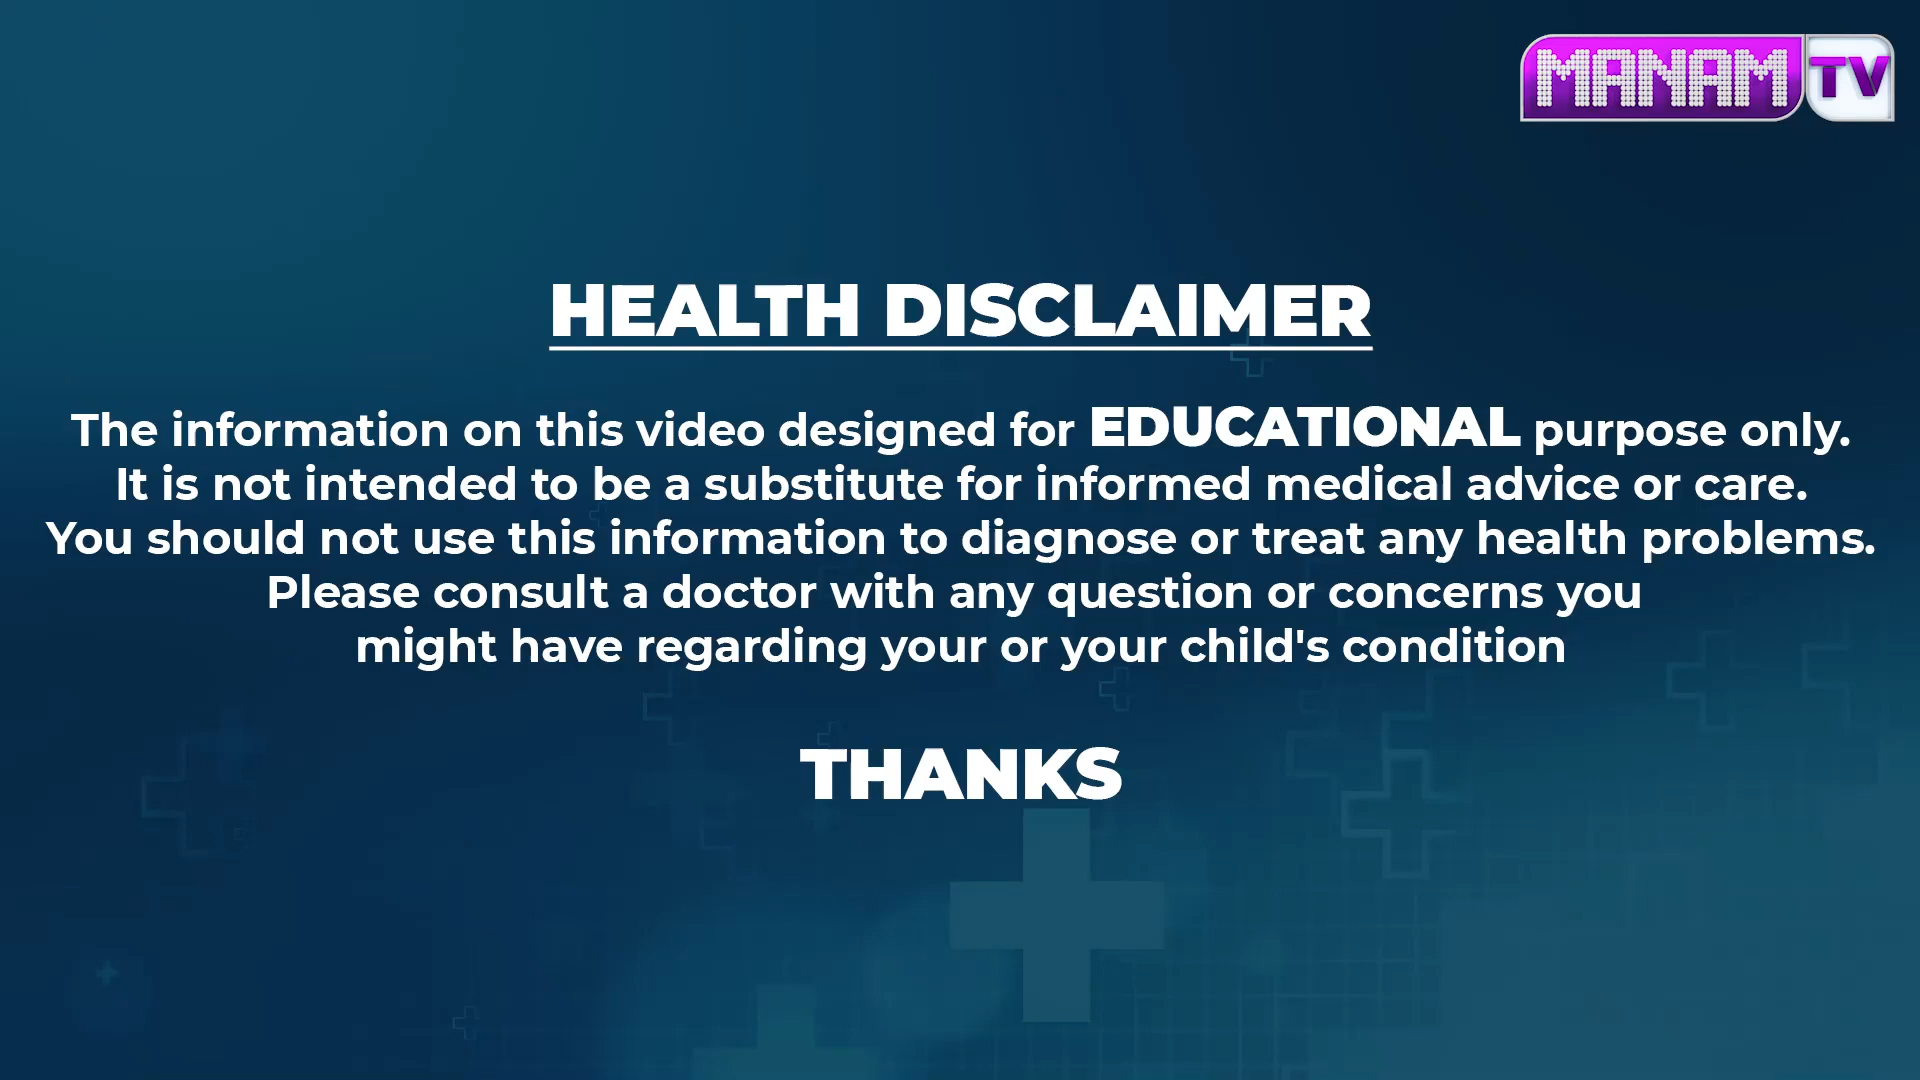 MANAM TV
HEALTH DISCLAIMER
The information on this video designed for EDUCATIONAL purpose only.
It is not intended to be a substitute for informed medical advice or care.
You should not use this information to diagnose or treat any health problems.
Please consult a doctor with any question or concerns you
might have regarding your or your child's condition
THANKS